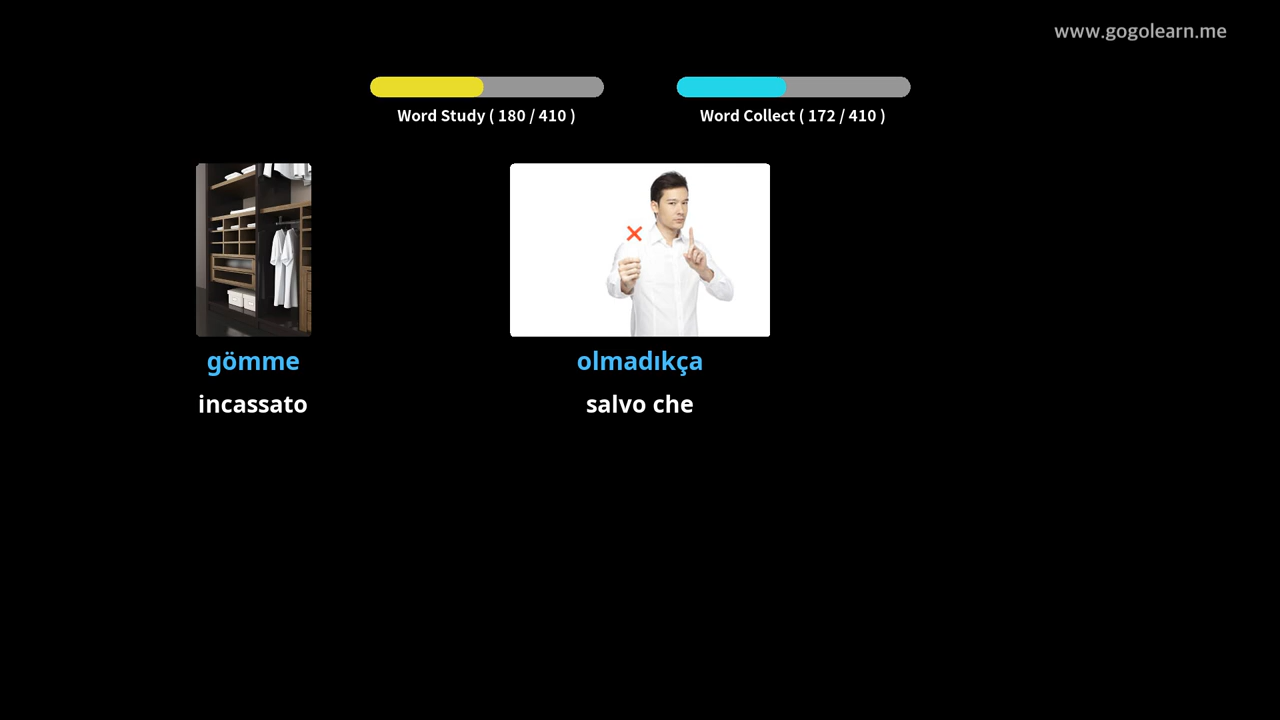 www.gogolearn.me
Word Study ( 180 / 410 )
Word Collect ( 172 / 410 )
gömme
incassato
olmadıkça
salvo che